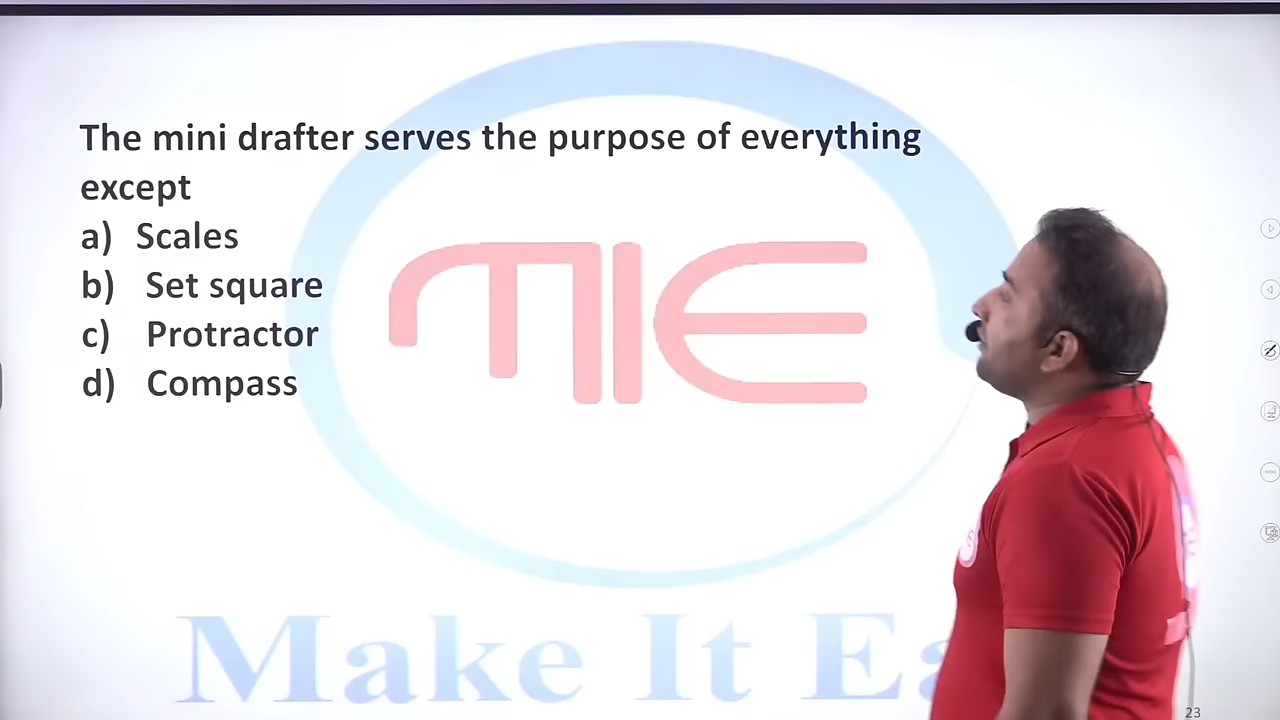 The mini drafter serves the purpose of everything
except
a) Scales
b) Set square
c) Protractor
d) Compass
MIE
Make It Ea
23